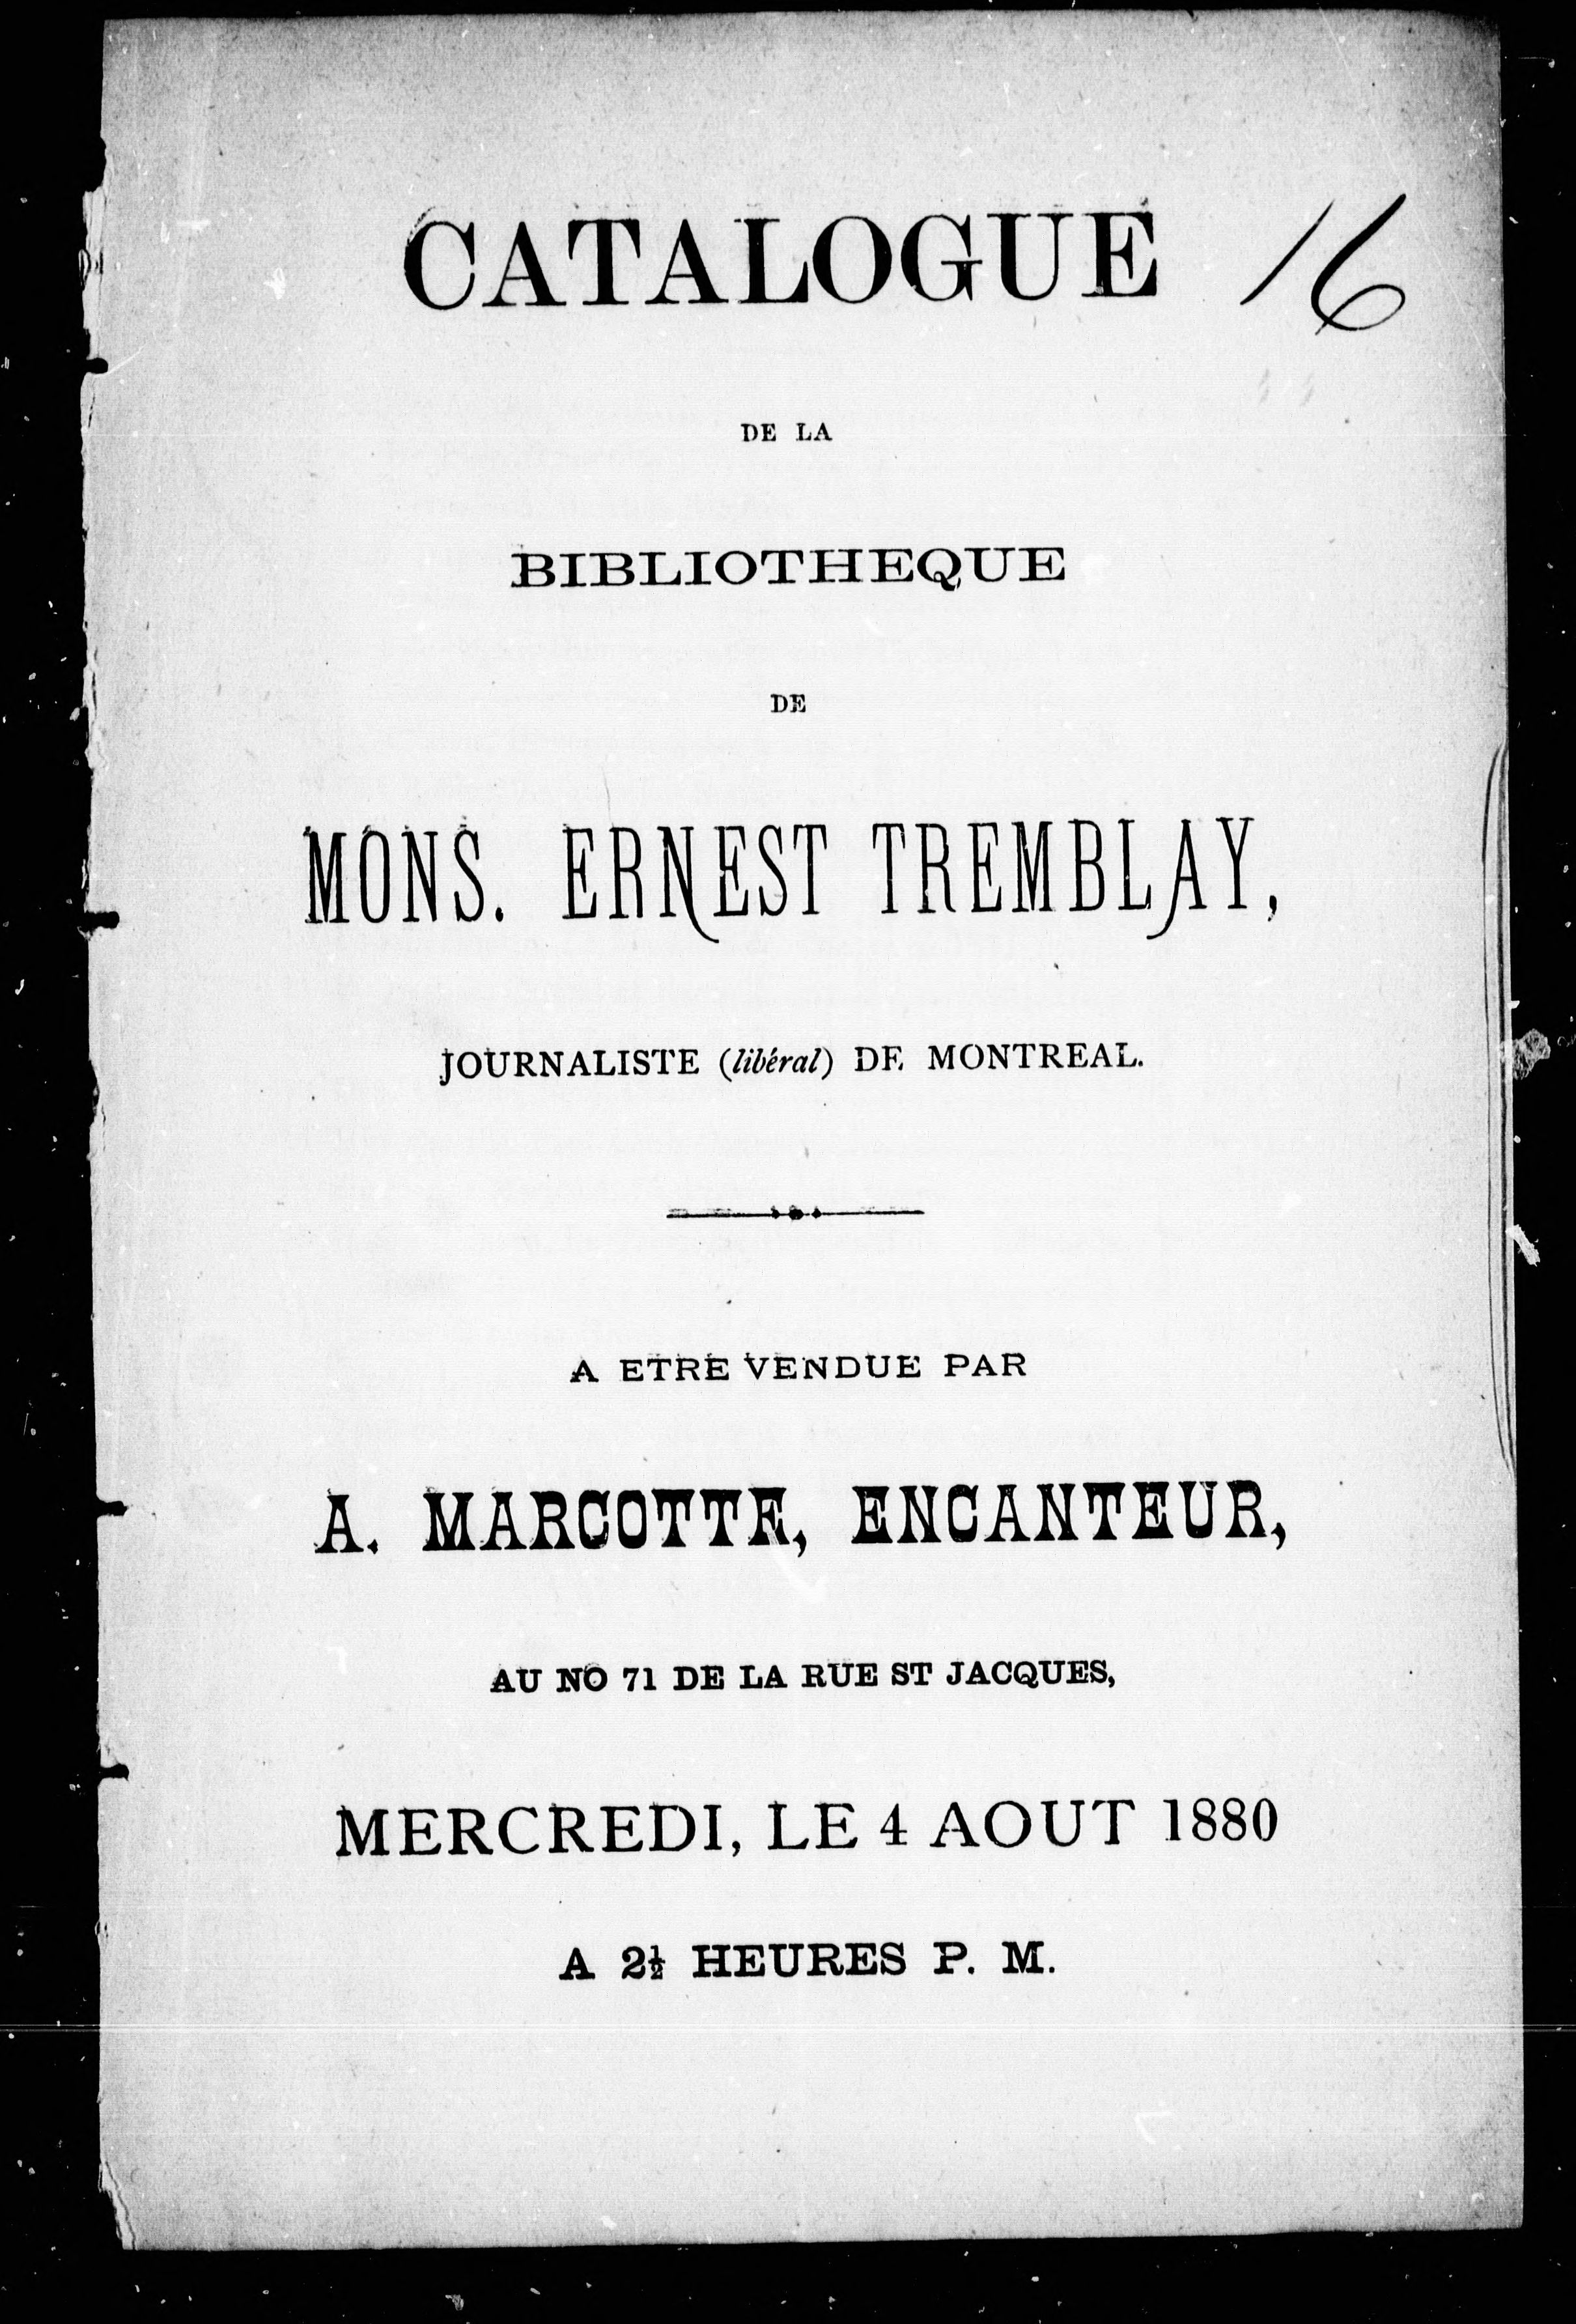 CATALOGUE 16
DE LA
BIBLIOTHEQUE
DE
MONS. ERNEST TREMBLAY,
JOURNALISTE (libéral) DE MONTREAL.
A ETRE VENDUE PAR
A. MARCOTTE, ENCANTEUR,
AU NO 71 DE LA RUE ST JACQUES,
MERCREDI, LE 4 AOUT 1880
A 2½ HEURES P. M.